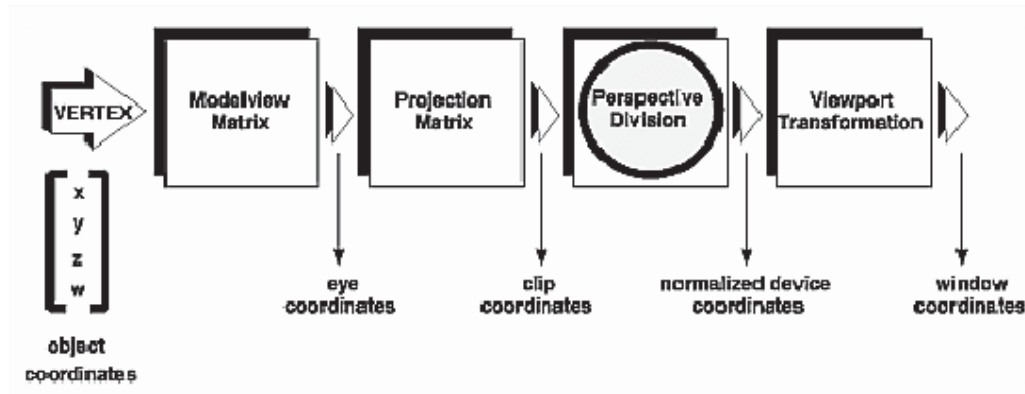 VERTEX
Modelview
Matrix
Projection
Matrix
Perspective
Division
Viewport
Transformation
x
y
z
w
object
coordinates
eye
coordinates
clip
coordinates
normalized device
coordinates
window
coordinates